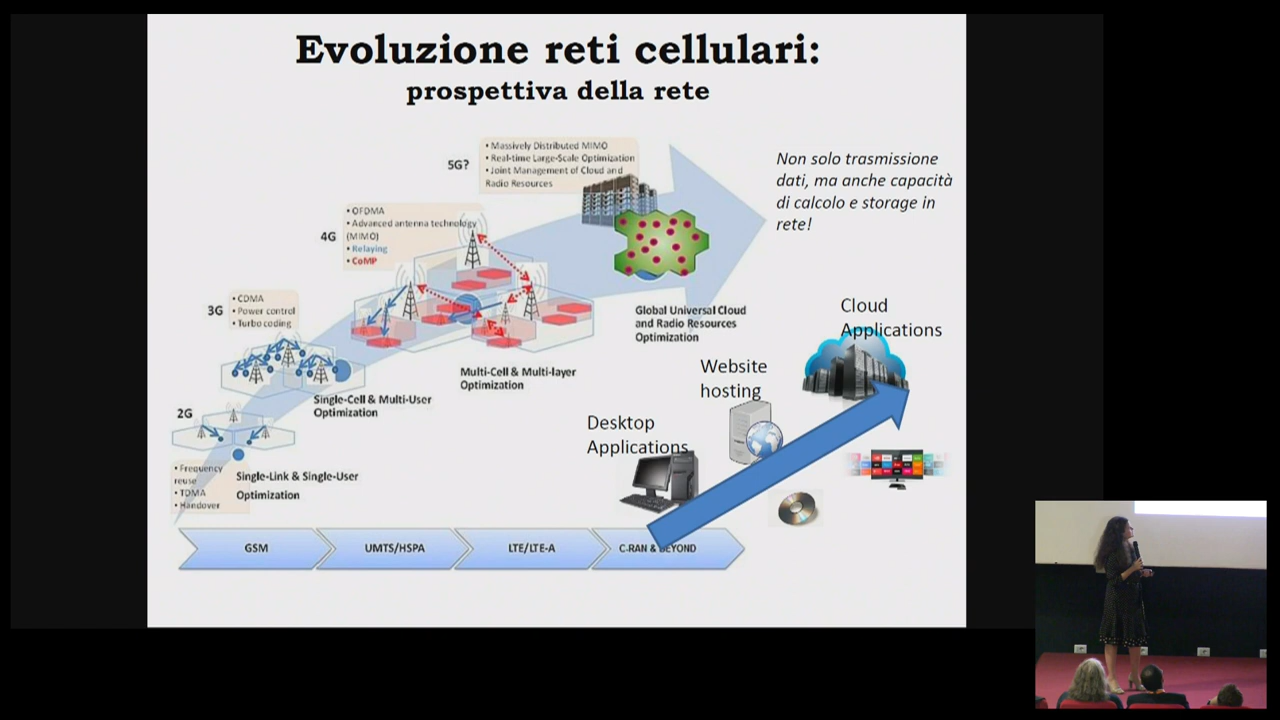 Evoluzione reti cellulari:
prospettiva della rete
5G?
• Massively Distributed MIMO
• Real-time Large-Scale Optimization
• Joint Management of Cloud and
Radio Resources
Non solo trasmissione
dati, ma anche capacità
di calcolo e storage in
rete!
4G
• OFDMA
• Advanced antenna technology
(MIMO)
• Relaying
• CoMP
3G
• CDMA
• Power control
• Turbo coding
Global Universal Cloud
and Radio Resources
Optimization
Multi-Cell & Multi-layer
Optimization
Single-Cell & Multi-User
Optimization
2G
• Frequency
reuse
• TDMA
• Handover
Single-Link & Single-User
Optimization
Cloud
Applications
Website
hosting
Desktop
Applications
GSM
UMTS/HSPA
LTE/LTE-A
C-RAN & BEYOND